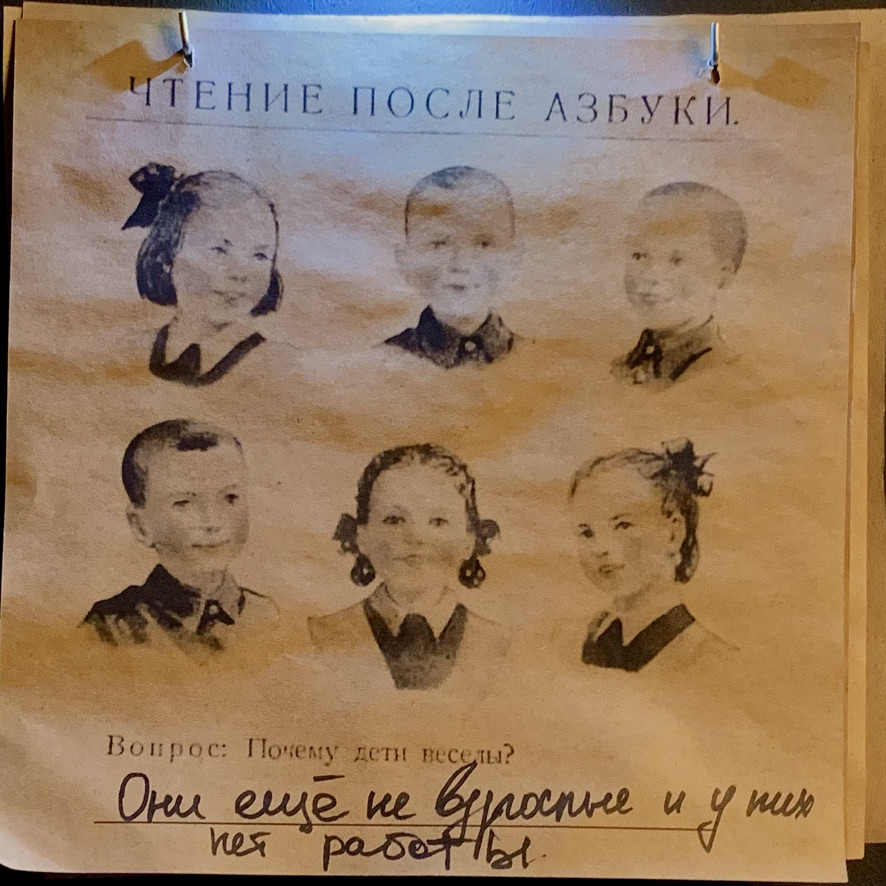 ЧТЕНИЕ ПОСЛЕ АЗБУКИ.
Вопрос: Почему дети веселы?
Они ещё не взрослые и у них
нет работы.